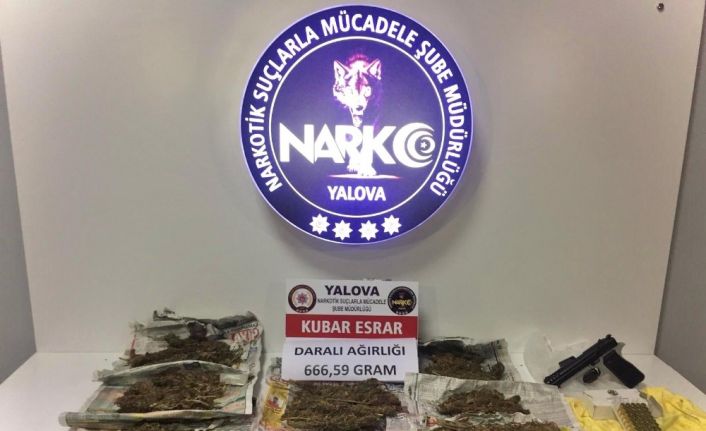 NARKOTİK SUÇLARLA MÜCADELE ŞUBE MÜDÜRLÜĞÜ
NARKO
YALOVA
YALOVA
NARKOTİK SUÇLARLA MÜCADELE
ŞUBE MÜDÜRLÜĞÜ
NARKO
KUBAR ESRAR
DARALI AĞIRLIĞI
666,59 GRAM